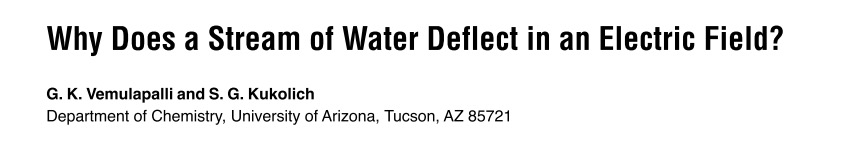 Why Does a Stream of Water Deflect in an Electric Field?
G. K. Vemulapalli and S. G. Kukolich
Department of Chemistry, University of Arizona, Tucson, AZ 85721